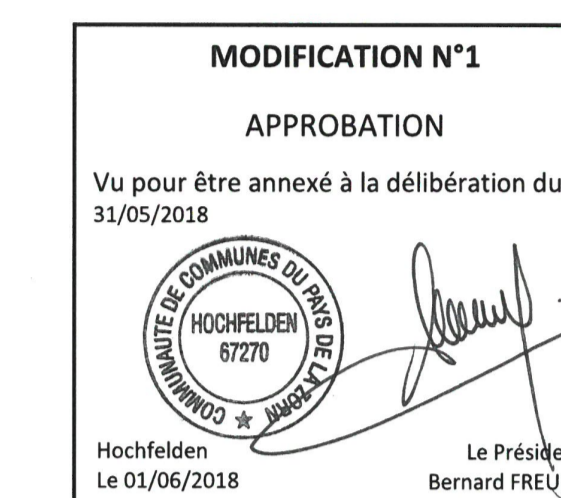 MODIFICATION N°1
APPROBATION
Vu pour être annexé à la délibération du
31/05/2018
COMMUNAUTE DE COMMUNES DU PAYS DE LA ZORN
HOCHFELDEN
67270
Hochfelden
Le Préside
Le 01/06/2018
Bernard FREU